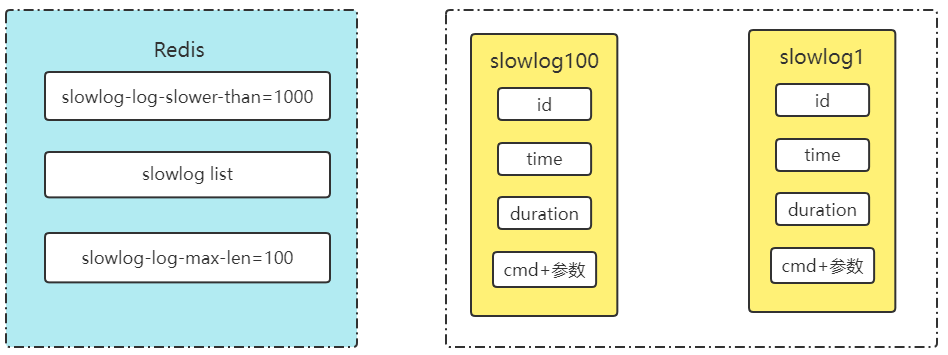 Redis
slowlog-log-slower-than=1000
slowlog list
slowlog-log-max-len=100
slowlog100
id
time
duration
cmd+参数
slowlog1
id
time
duration
cmd+参数